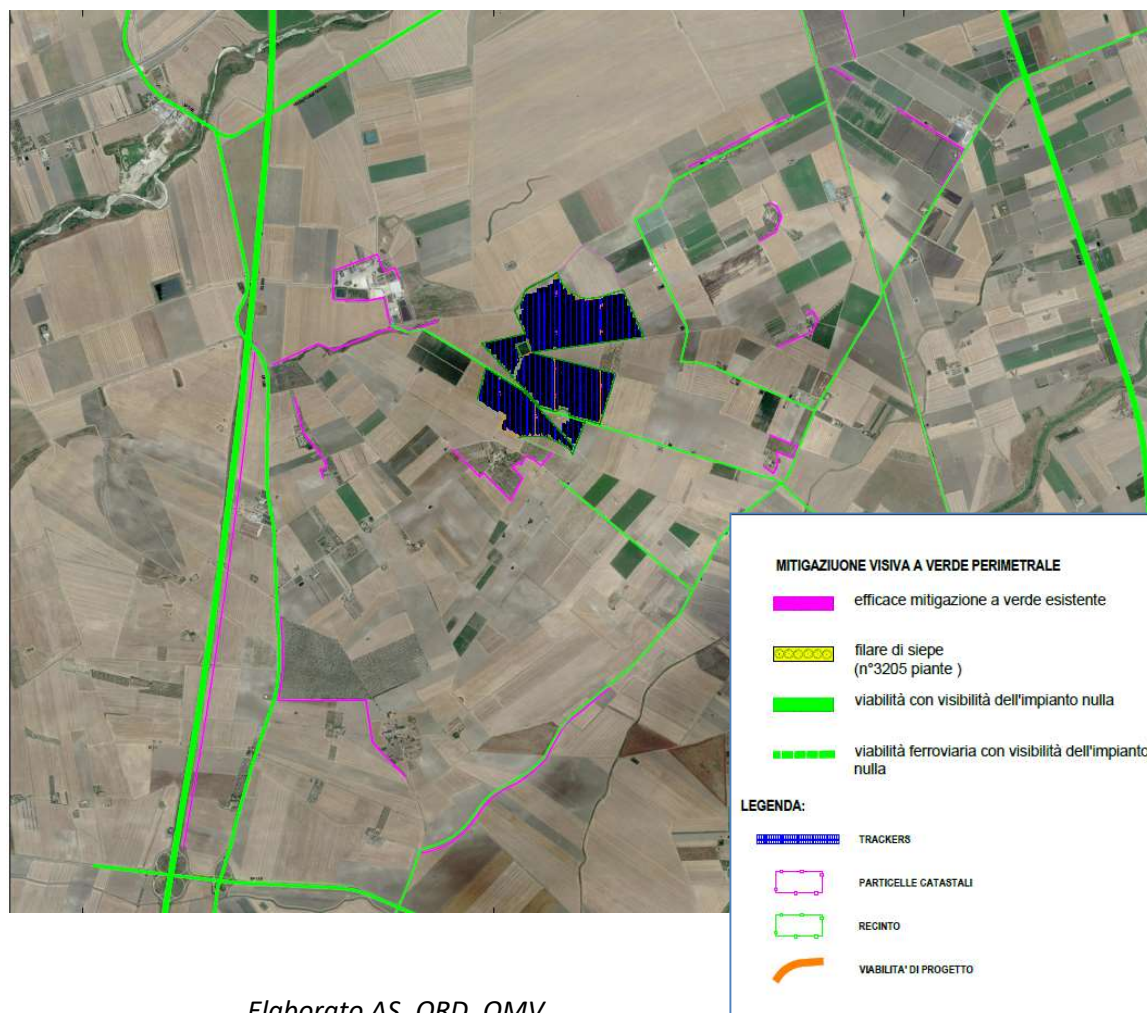 MITIGAZIUONE VISIVA A VERDE PERIMETRALE
efficace mitigazione a verde esistente
filare di siepe
(n°3205 piante )
viabilità con visibilità dell'impianto nulla
viabilità ferroviaria con visibilità dell'impianto
nulla
LEGENDA:
TRACKERS
PARTICELLE CATASTALI
RECINTO
VIABILITA' DI PROGETTO
Elaborato AS_ORD_OMV